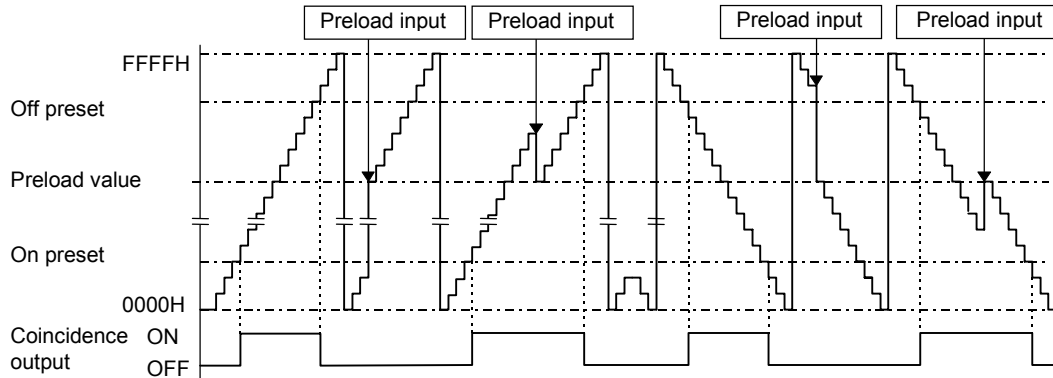 Preload input
Preload input
Preload input
Preload input
FFFFH
Off preset
Preload value
On preset
0000H
Coincidence output
ON
OFF